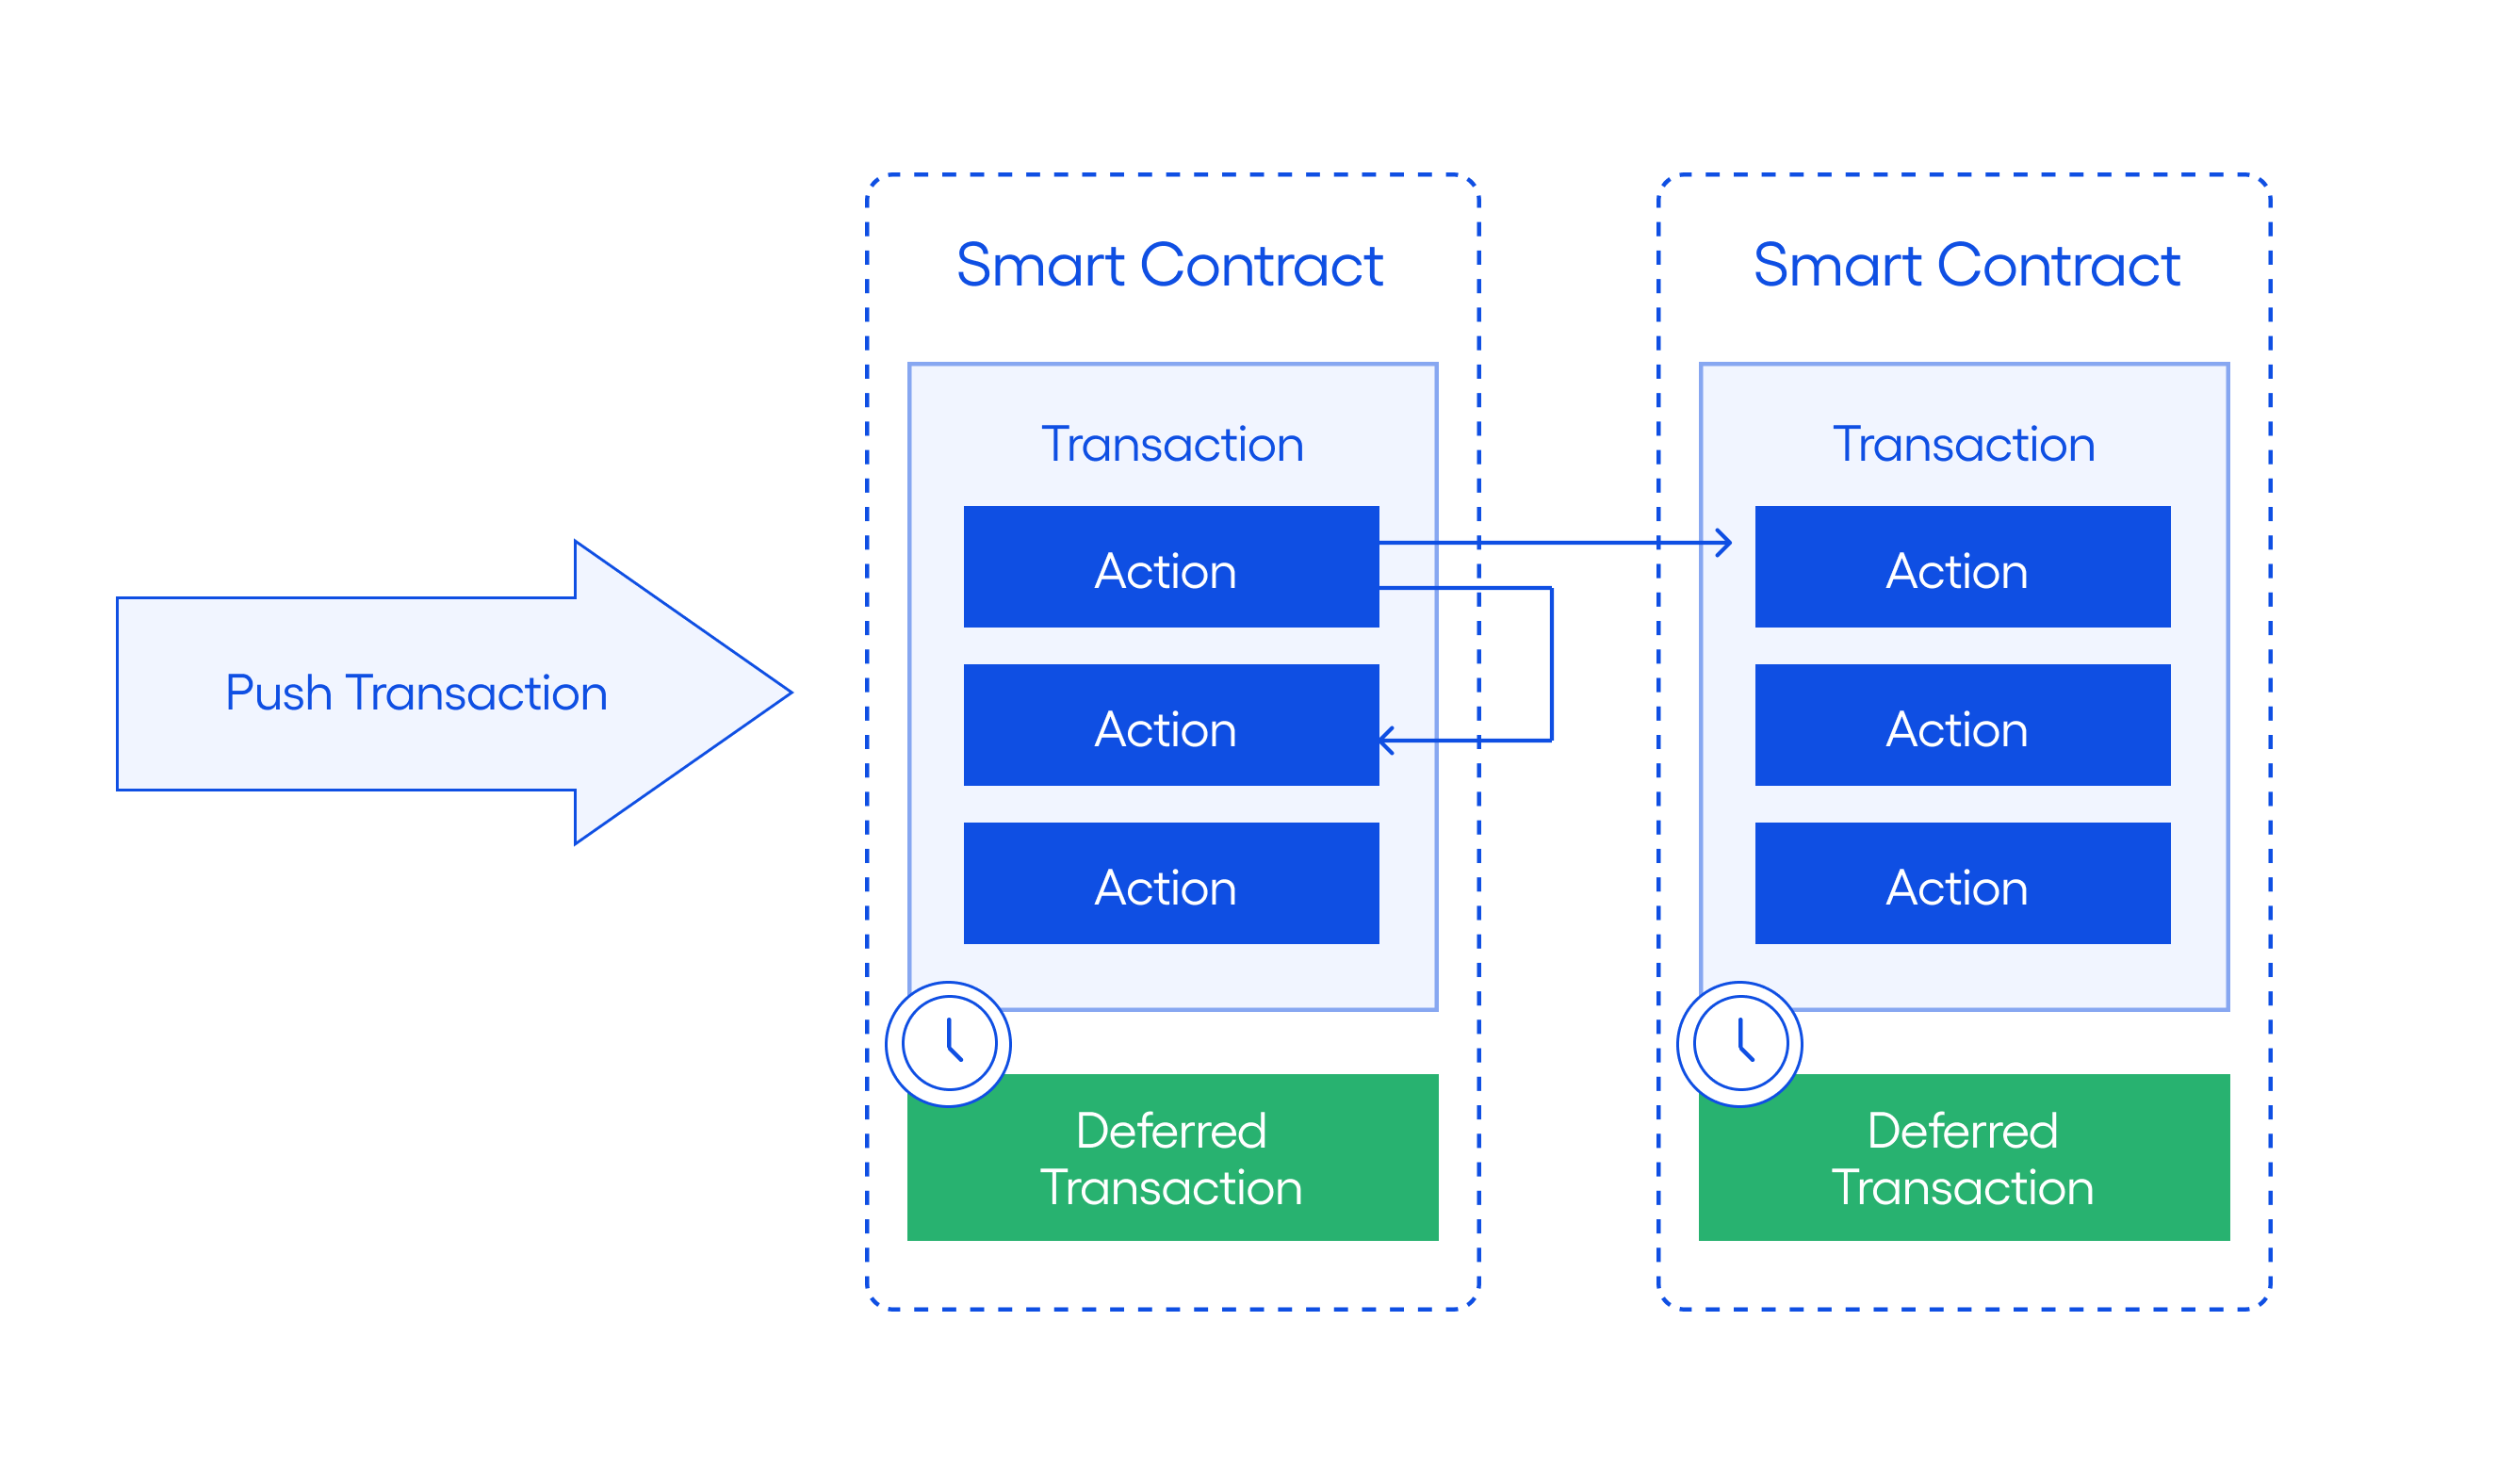 Push Transaction
Smart Contract
Transaction
Action
Action
Action
Deferred
Transaction
Smart Contract
Transaction
Action
Action
Action
Deferred
Transaction